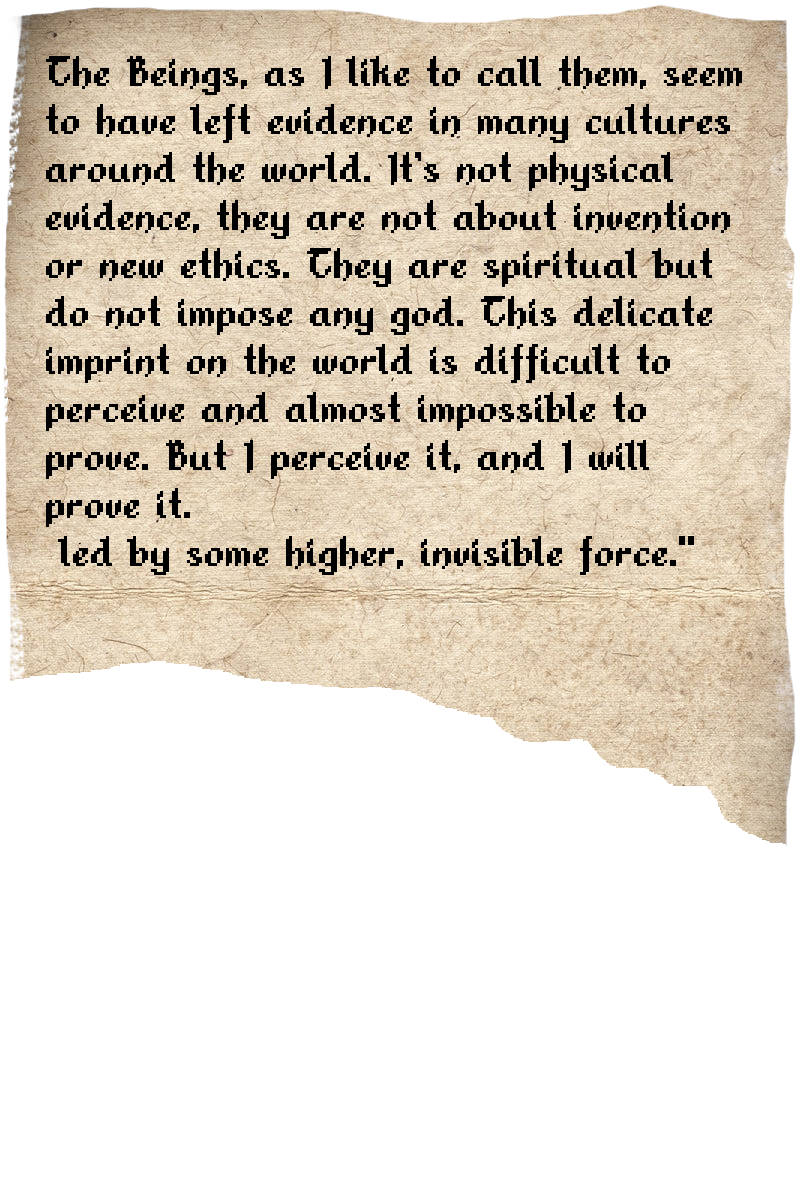 The Beings, as I like to call them, seem
to have left evidence in many cultures
around the world. It's not physical
evidence, they are not about invention
or new ethics. They are spiritual but
do not impose any god. This delicate
imprint on the world is difficult to
perceive and almost impossible to
prove. But I perceive it, and I will
prove it.
led by some higher, invisible force."